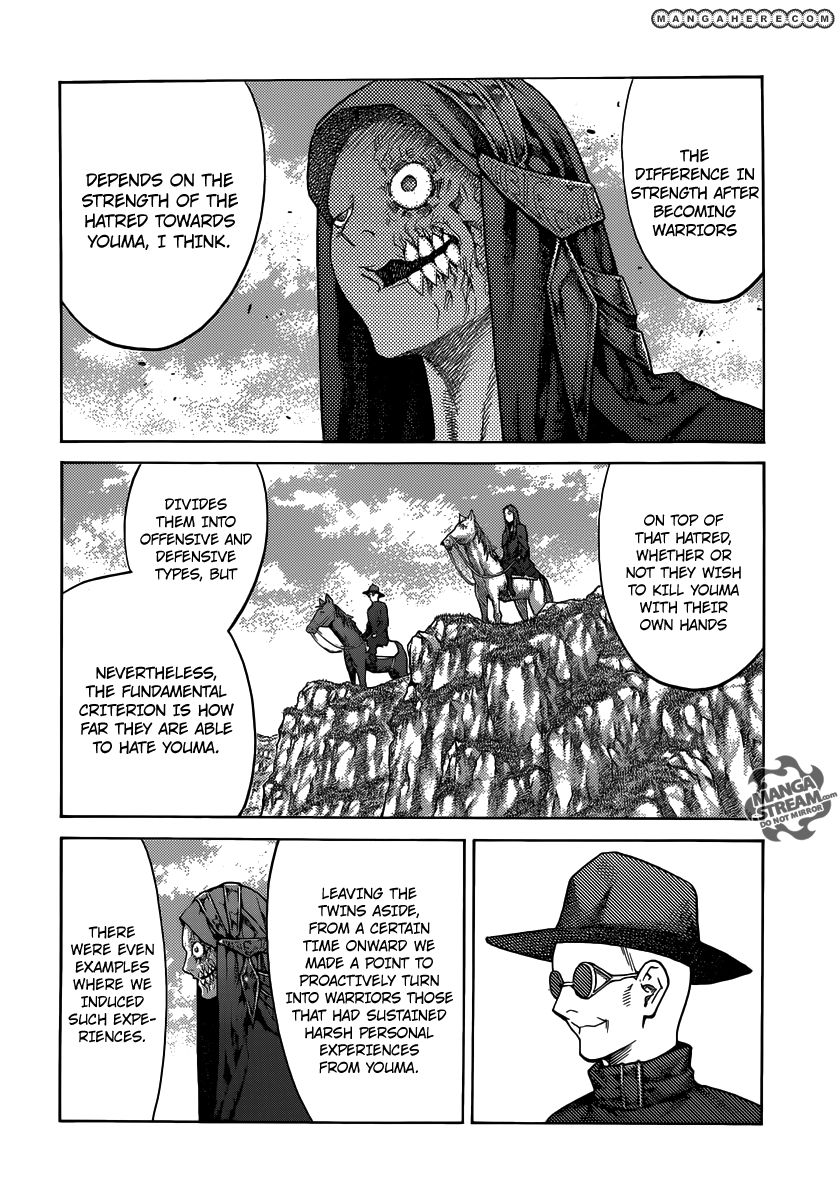 MANGAHERE.COM
THE
DIFFERENCE IN
STRENGTH AFTER
BECOMING
WARRIORS
DEPENDS ON THE
STRENGTH OF THE
HATRED TOWARDS
YOUMA, I THINK.
ON TOP OF
THAT HATRED,
WHETHER OR
NOT THEY WISH
TO KILL YOUMA
WITH THEIR
OWN HANDS
DIVIDES
THEM INTO
OFFENSIVE AND
DEFENSIVE
TYPES, BUT
NEVERTHELESS,
THE FUNDAMENTAL
CRITERION IS HOW
FAR THEY ARE ABLE
TO HATE YOUMA.
MANGA
STREAM.com
DO NOT MIRROR
LEAVING THE
TWINS ASIDE,
FROM A CERTAIN
TIME ONWARD WE
MADE A POINT TO
PROACTIVELY TURN
INTO WARRIORS THOSE
THAT HAD SUSTAINED
HARSH PERSONAL
EXPERIENCES
FROM YOUMA.
THERE
WERE EVEN
EXAMPLES
WHERE WE
INDUCED
SUCH EXPE-
RIENCES.